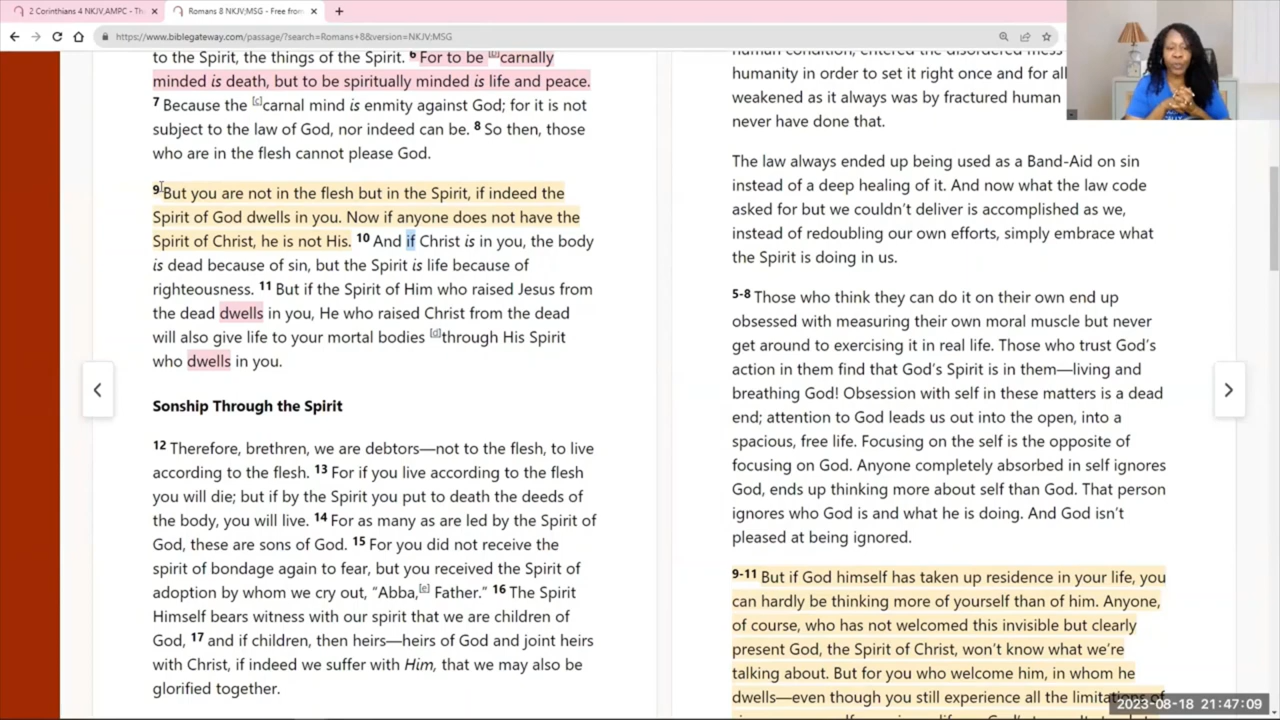 2 Corinthians 4 NKJV,AMPC - Th
Romans 8 NKJV;MSG - Free from
https://www.biblegateway.com/passage/?search=Romans+8&version=NKJV;MSG
to the Spirit, the things of the Spirit. 6 For to be [b]carnally
minded is death, but to be spiritually minded is life and peace.
7 Because the [c]carnal mind is enmity against God; for it is not
subject to the law of God, nor indeed can be. 8 So then, those
who are in the flesh cannot please God.
9 But you are not in the flesh but in the Spirit, if indeed the
Spirit of God dwells in you. Now if anyone does not have the
Spirit of Christ, he is not His. 10 And if Christ is in you, the body
is dead because of sin, but the Spirit is life because of
righteousness. 11 But if the Spirit of Him who raised Jesus from
the dead dwells in you, He who raised Christ from the dead
will also give life to your mortal bodies [d]through His Spirit
who dwells in you.
Sonship Through the Spirit
12 Therefore, brethren, we are debtors—not to the flesh, to live
according to the flesh. 13 For if you live according to the flesh
you will die; but if by the Spirit you put to death the deeds of
the body, you will live. 14 For as many as are led by the Spirit of
God, these are sons of God. 15 For you did not receive the
spirit of bondage again to fear, but you received the Spirit of
adoption by whom we cry out, “Abba,[e] Father.” 16 The Spirit
Himself bears witness with our spirit that we are children of
God, 17 and if children, then heirs—heirs of God and joint heirs
with Christ, if indeed we suffer with Him, that we may also be
glorified together.
human condition, entered the disordered mess
humanity in order to set it right once and for all
weakened as it always was by fractured human
never have done that.
The law always ended up being used as a Band-Aid on sin
instead of a deep healing of it. And now what the law code
asked for but we couldn’t deliver is accomplished as we,
instead of redoubling our own efforts, simply embrace what
the Spirit is doing in us.
5-8 Those who think they can do it on their own end up
obsessed with measuring their own moral muscle but never
get around to exercising it in real life. Those who trust God’s
action in them find that God’s Spirit is in them—living and
breathing God! Obsession with self in these matters is a dead
end; attention to God leads us out into the open, into a
spacious, free life. Focusing on the self is the opposite of
focusing on God. Anyone completely absorbed in self ignores
God, ends up thinking more about self than God. That person
ignores who God is and what he is doing. And God isn’t
pleased at being ignored.
9-11 But if God himself has taken up residence in your life, you
can hardly be thinking more of yourself than of him. Anyone,
of course, who has not welcomed this invisible but clearly
present God, the Spirit of Christ, won’t know what we’re
talking about. But for you who welcome him, in whom he
dwells—even though you still experience all the limitations of
2023-08-18 21:47:09